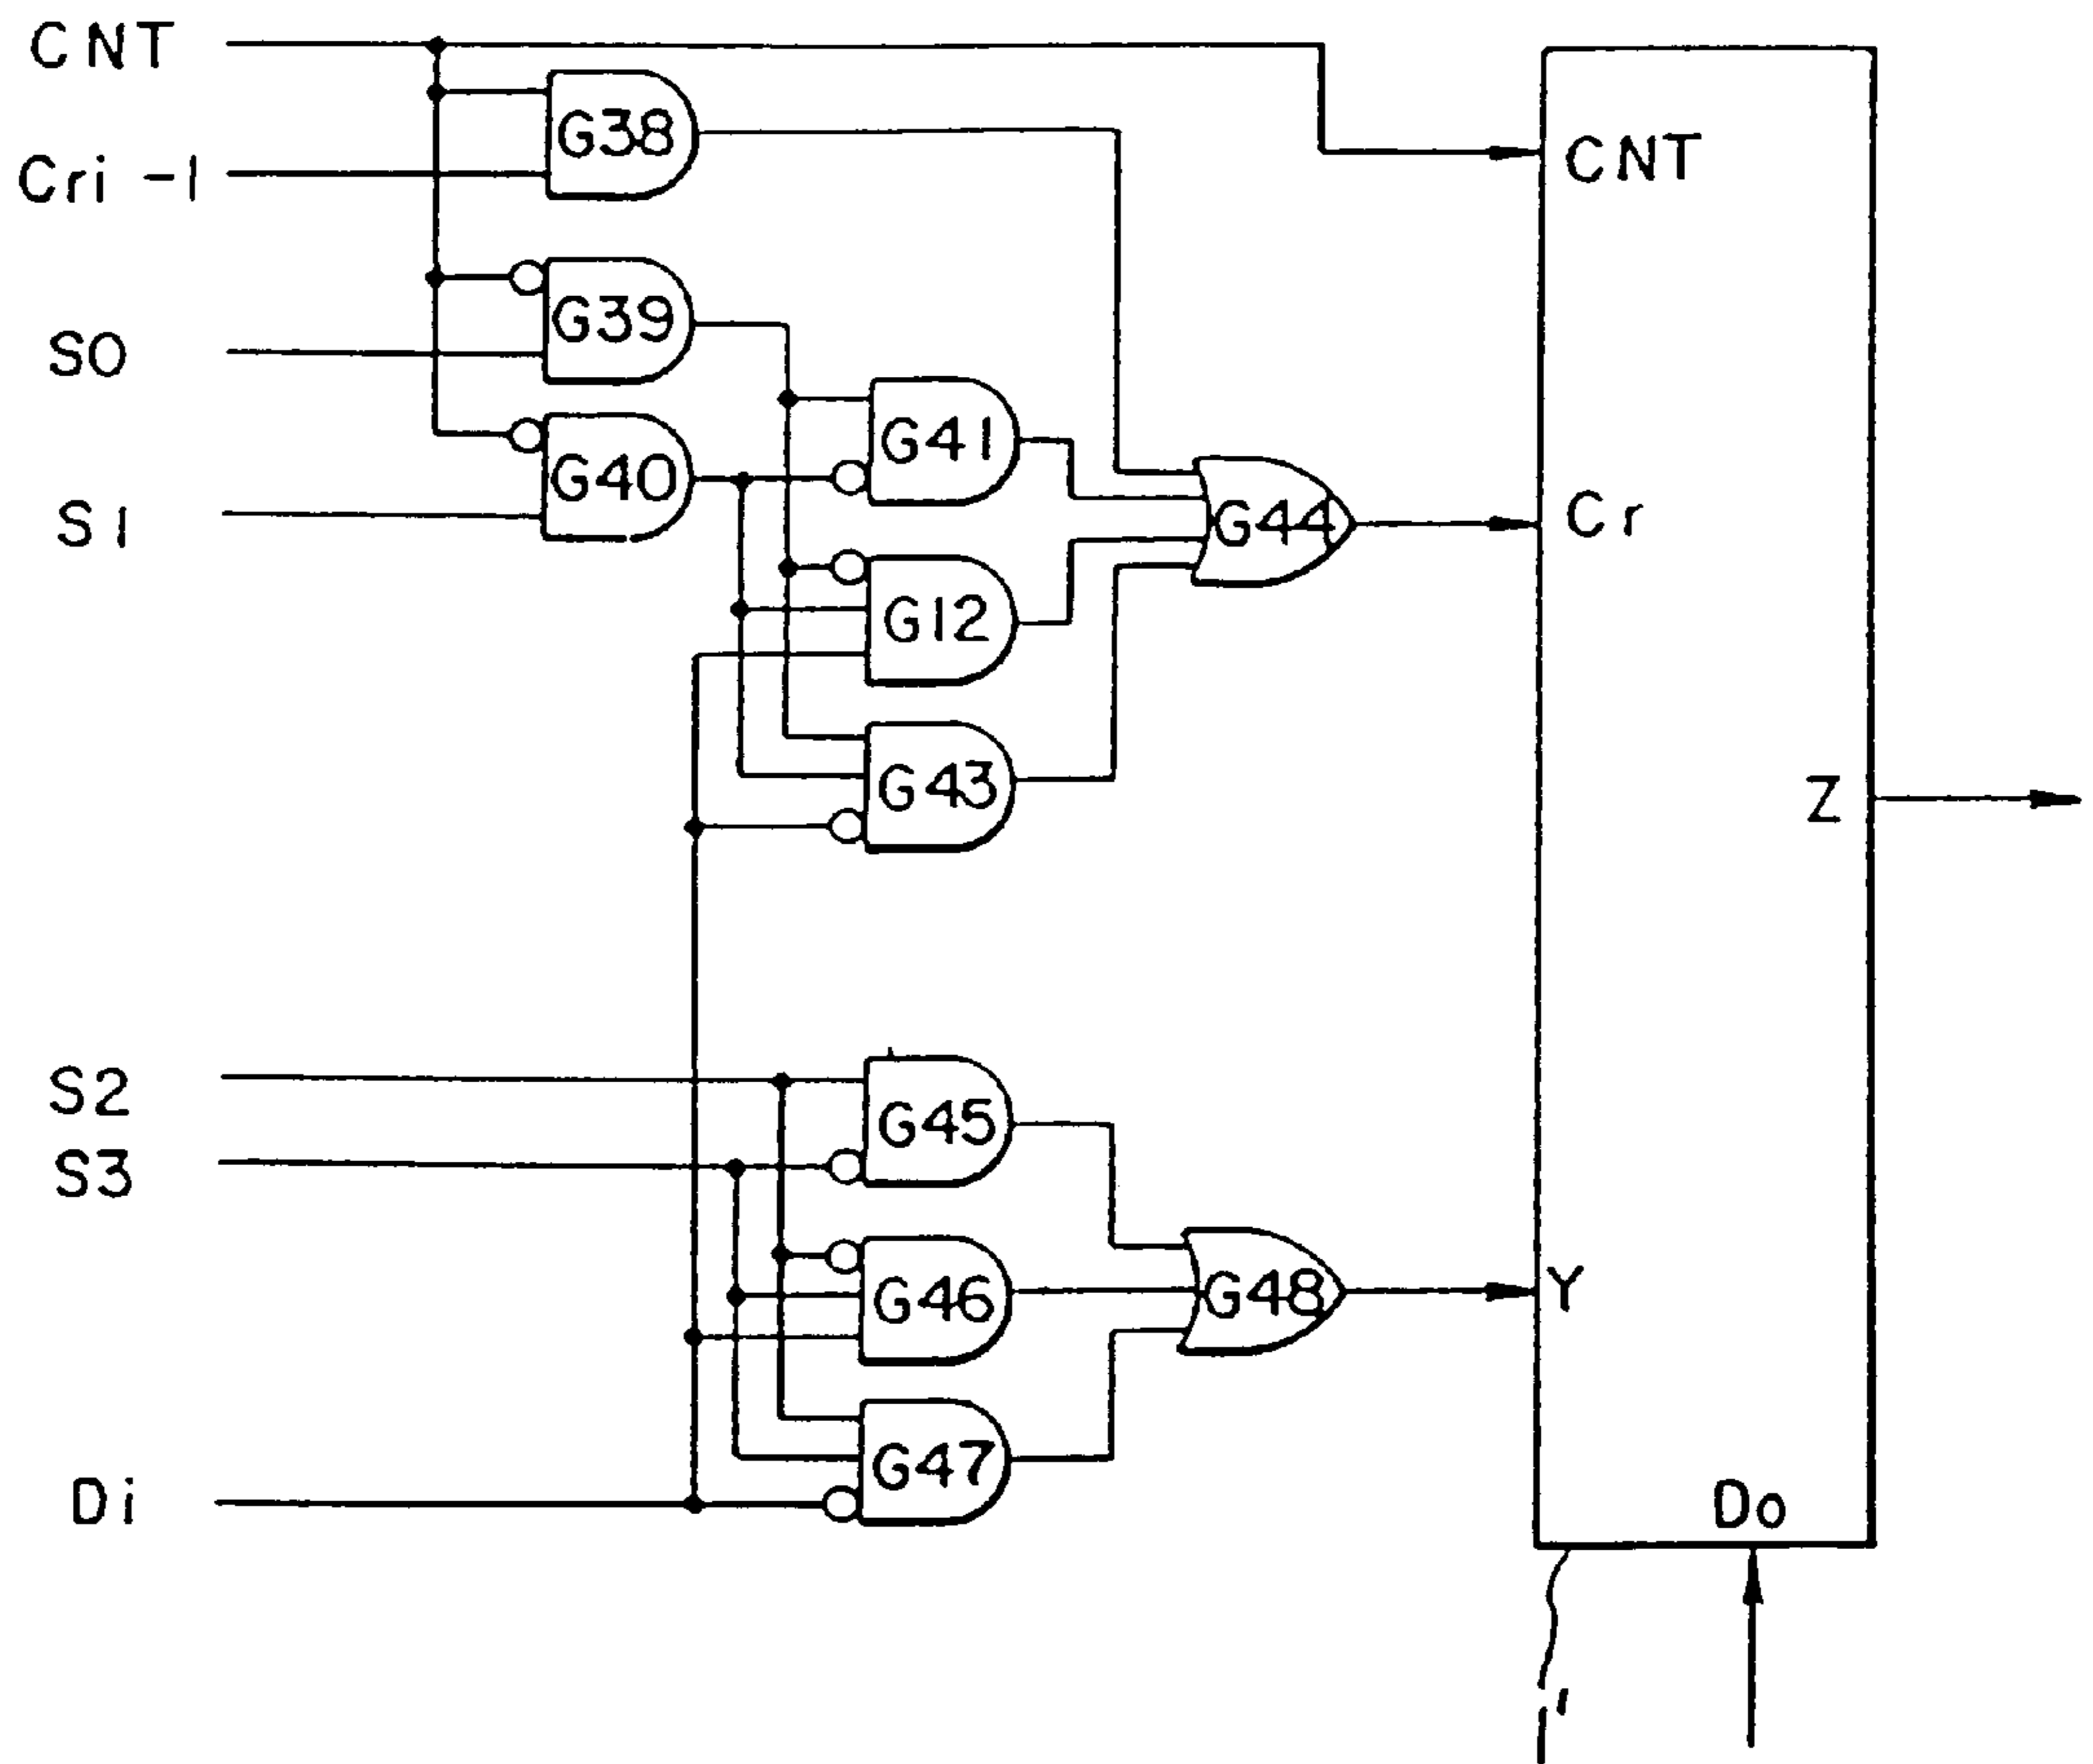 CNT
Cri-1
S0
S1
S2
S3
Di
G38
G39
G40
G41
G12
G43
G44
G45
G46
G47
G48
CNT
Cr
Z
Y
Do
1'